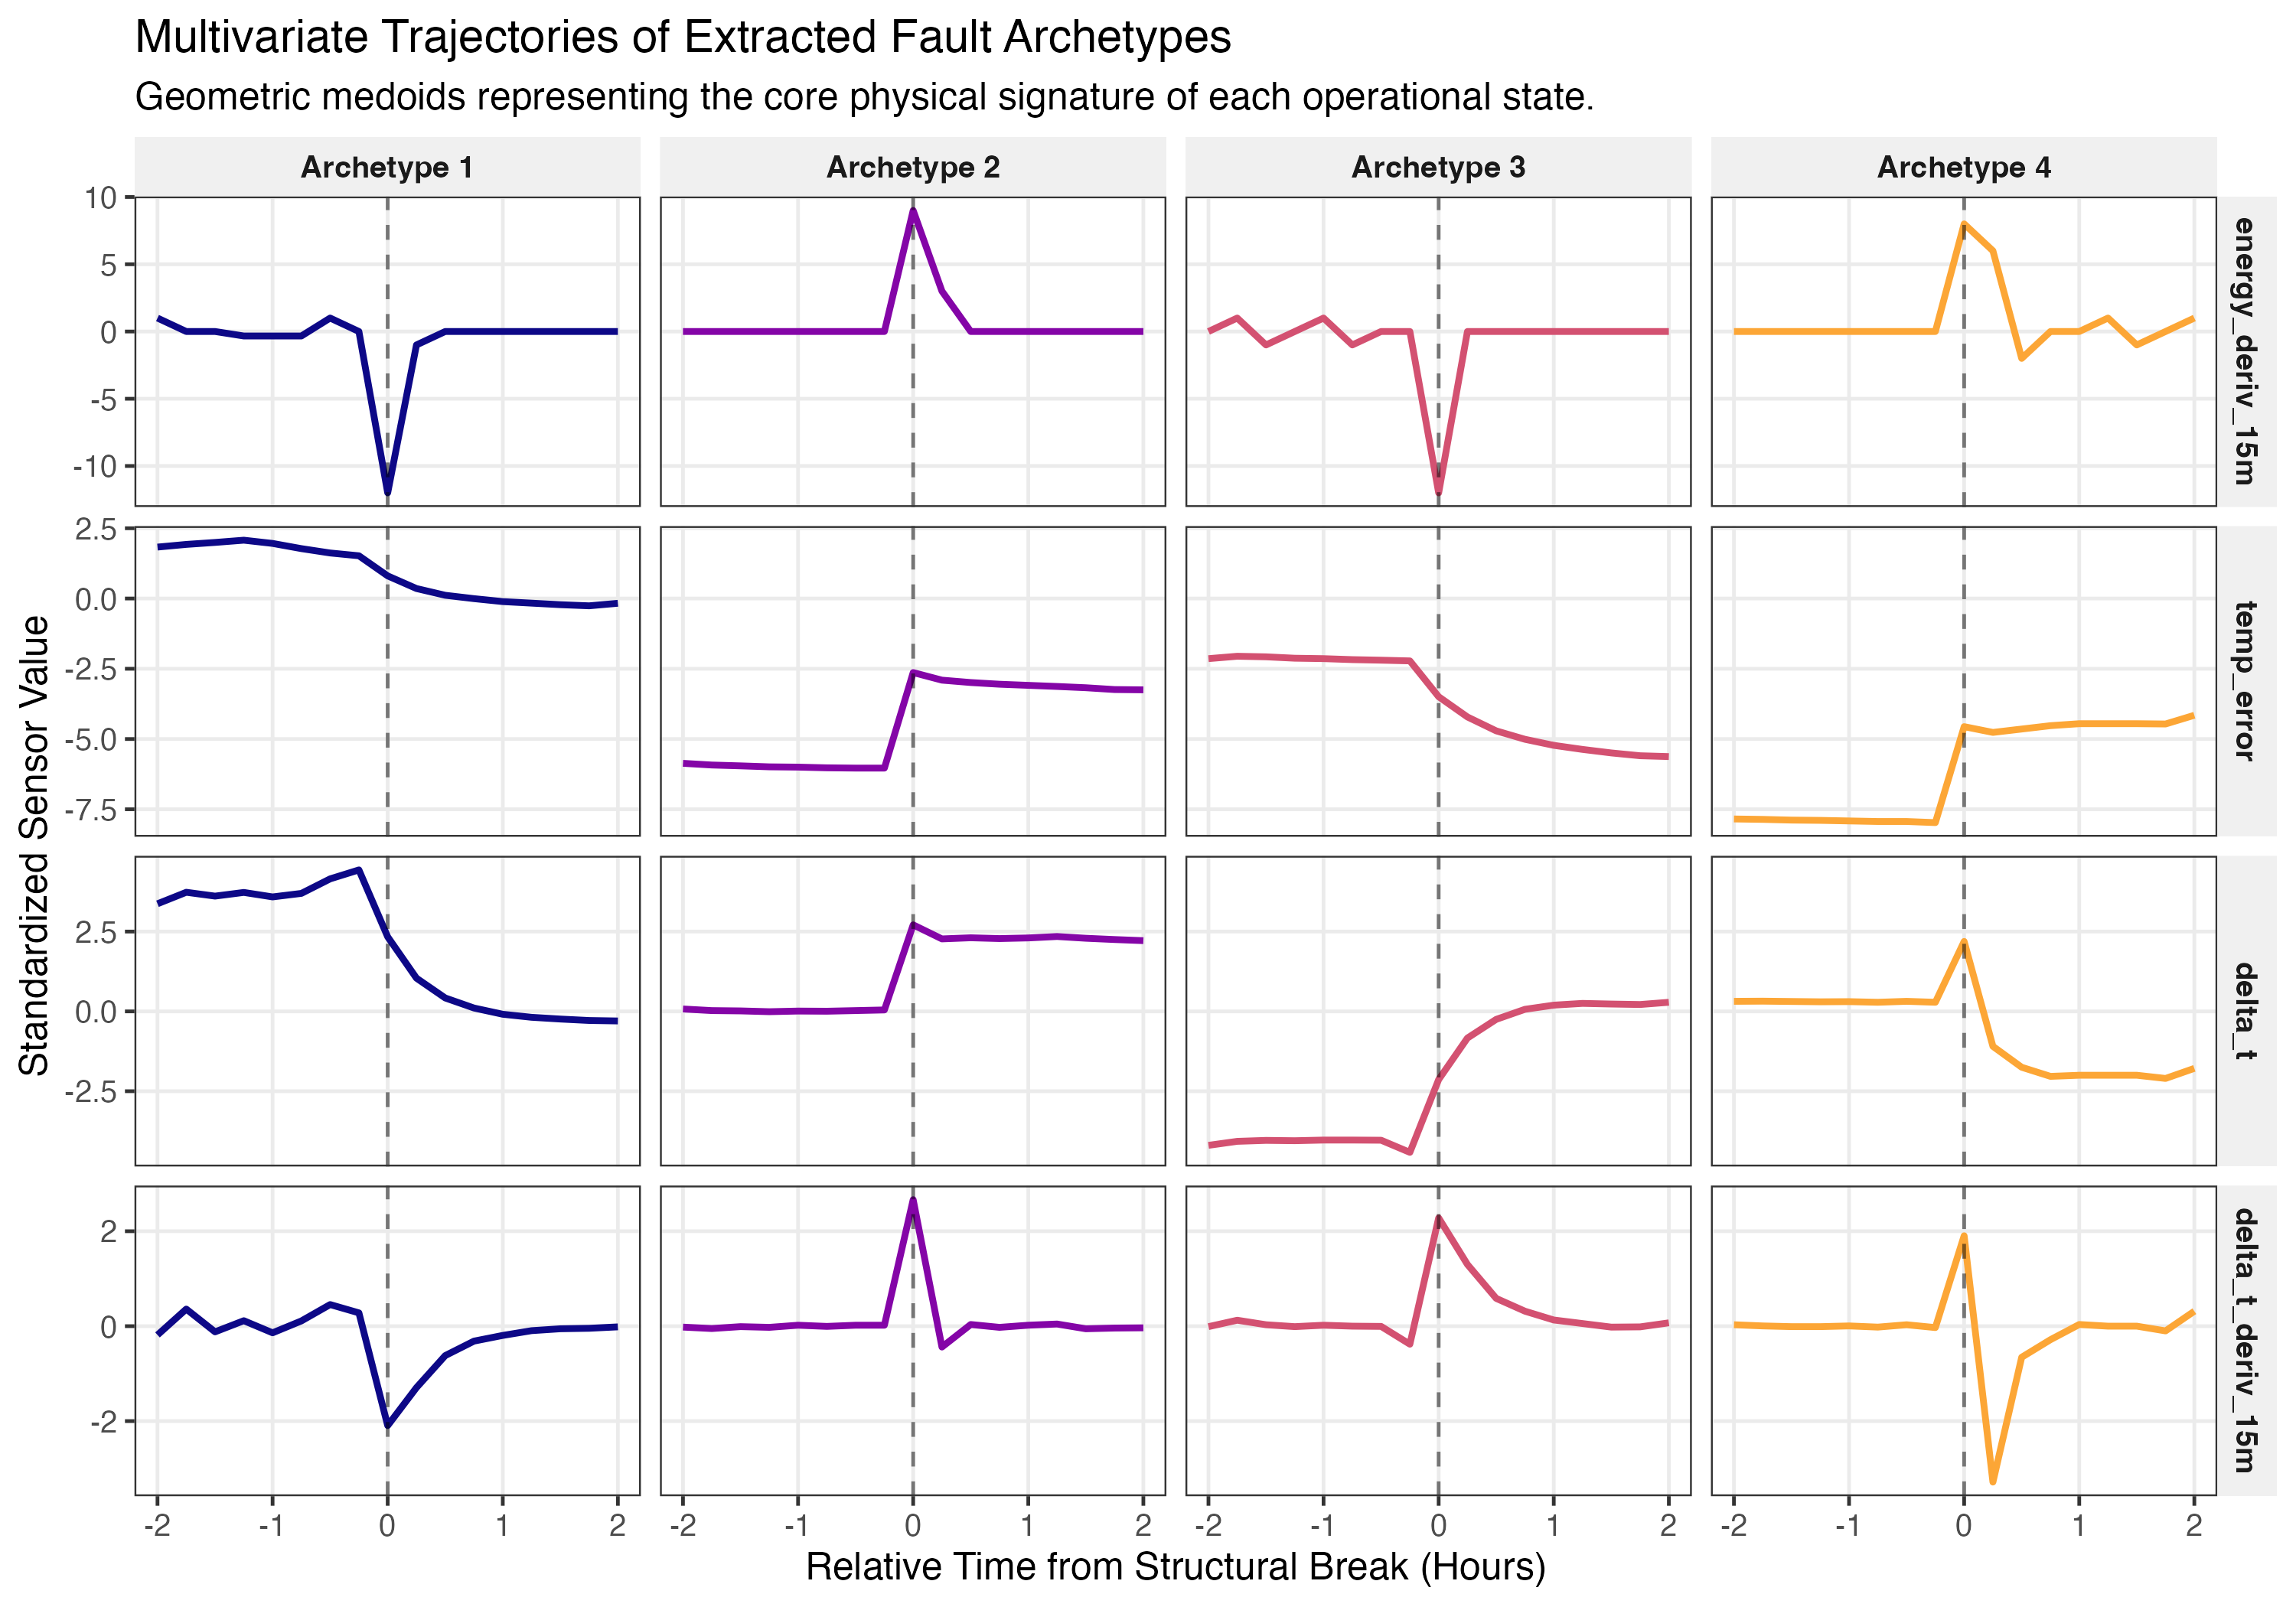 Multivariate Trajectories of Extracted Fault Archetypes
Geometric medoids representing the core physical signature of each operational state.
Archetype 1 Archetype 2 Archetype 3 Archetype 4
10
5
0
-5
-10
energy_deriv_15m
2.5
0.0
-2.5
-5.0
-7.5
temp_error
2.5
0.0
-2.5
delta_t
2
0
-2
delta_t_deriv_15m
Standardized Sensor Value
-2 -1 0 1 2 -2 -1 0 1 2 -2 -1 0 1 2 -2 -1 0 1 2
Relative Time from Structural Break (Hours)